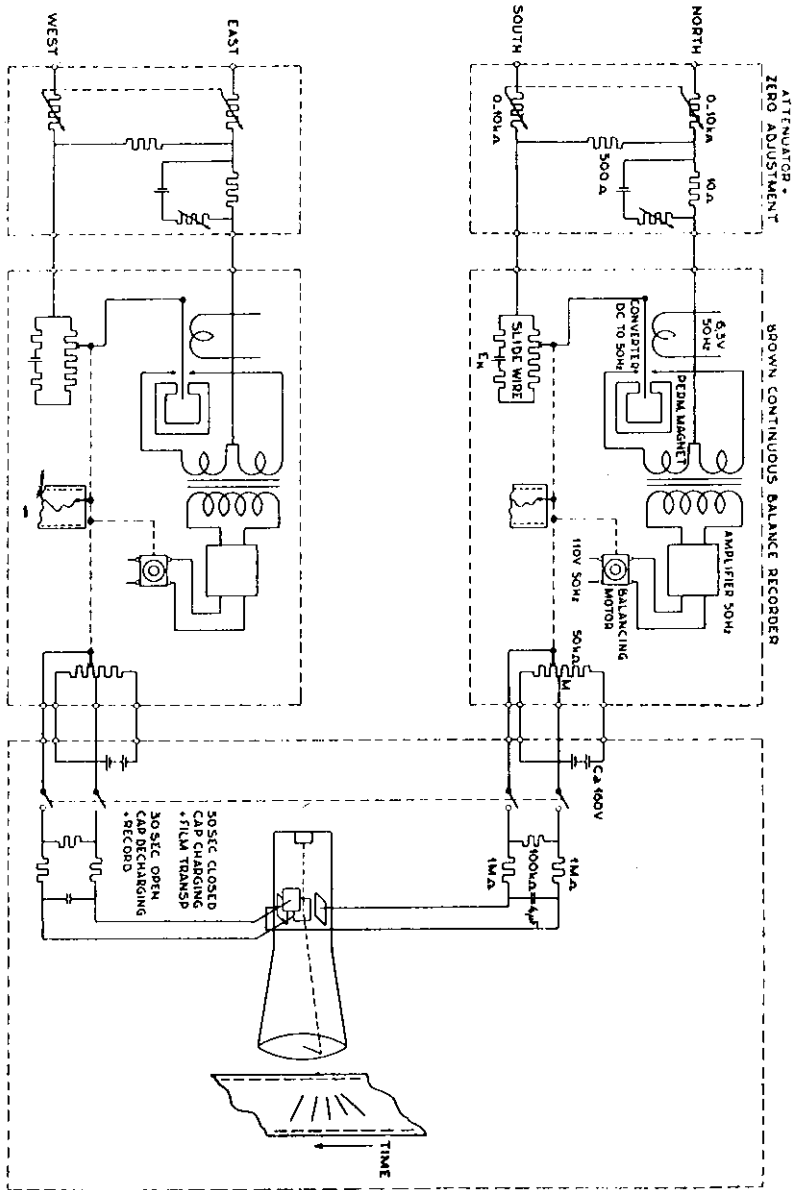 ATTENUATOR +
ZERO ADJUSTMENT
BROWN CONTINUOUS BALANCE RECORDER
NORTH
SOUTH
EAST
WEST
0-10kΩ
0-10kΩ
10Ω
500Ω
6,3V
50Hz
CONVERTER
DC TO 50Hz
PERM. MAGNET
SLIDE WIRE
AMPLIFIER 50Hz
BALANCING
MOTOR
110V 50Hz
50kΩ
M
Ca 160V
1MΩ
100kΩ
4µF
1MΩ
30 SEC CLOSED
CAP CHARGING
+ FILM TRANSP
30 SEC OPEN
CAP DECHARGING
+ RECORD
TIME